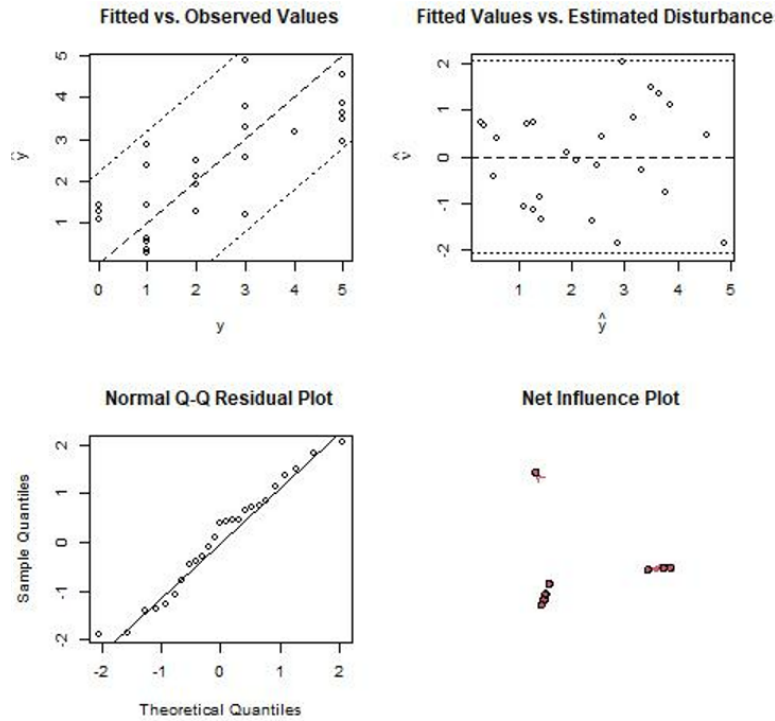 Fitted vs. Observed Values
5
4
3
2
1
ŷ
0 1 2 3 4 5
y
Fitted Values vs. Estimated Disturbance
2
1
0
-1
-2
ν̂
1 2 3 4 5
ŷ
Normal Q-Q Residual Plot
2
1
0
-1
-2
Sample Quantiles
-2 -1 0 1 2
Theoretical Quantiles
Net Influence Plot